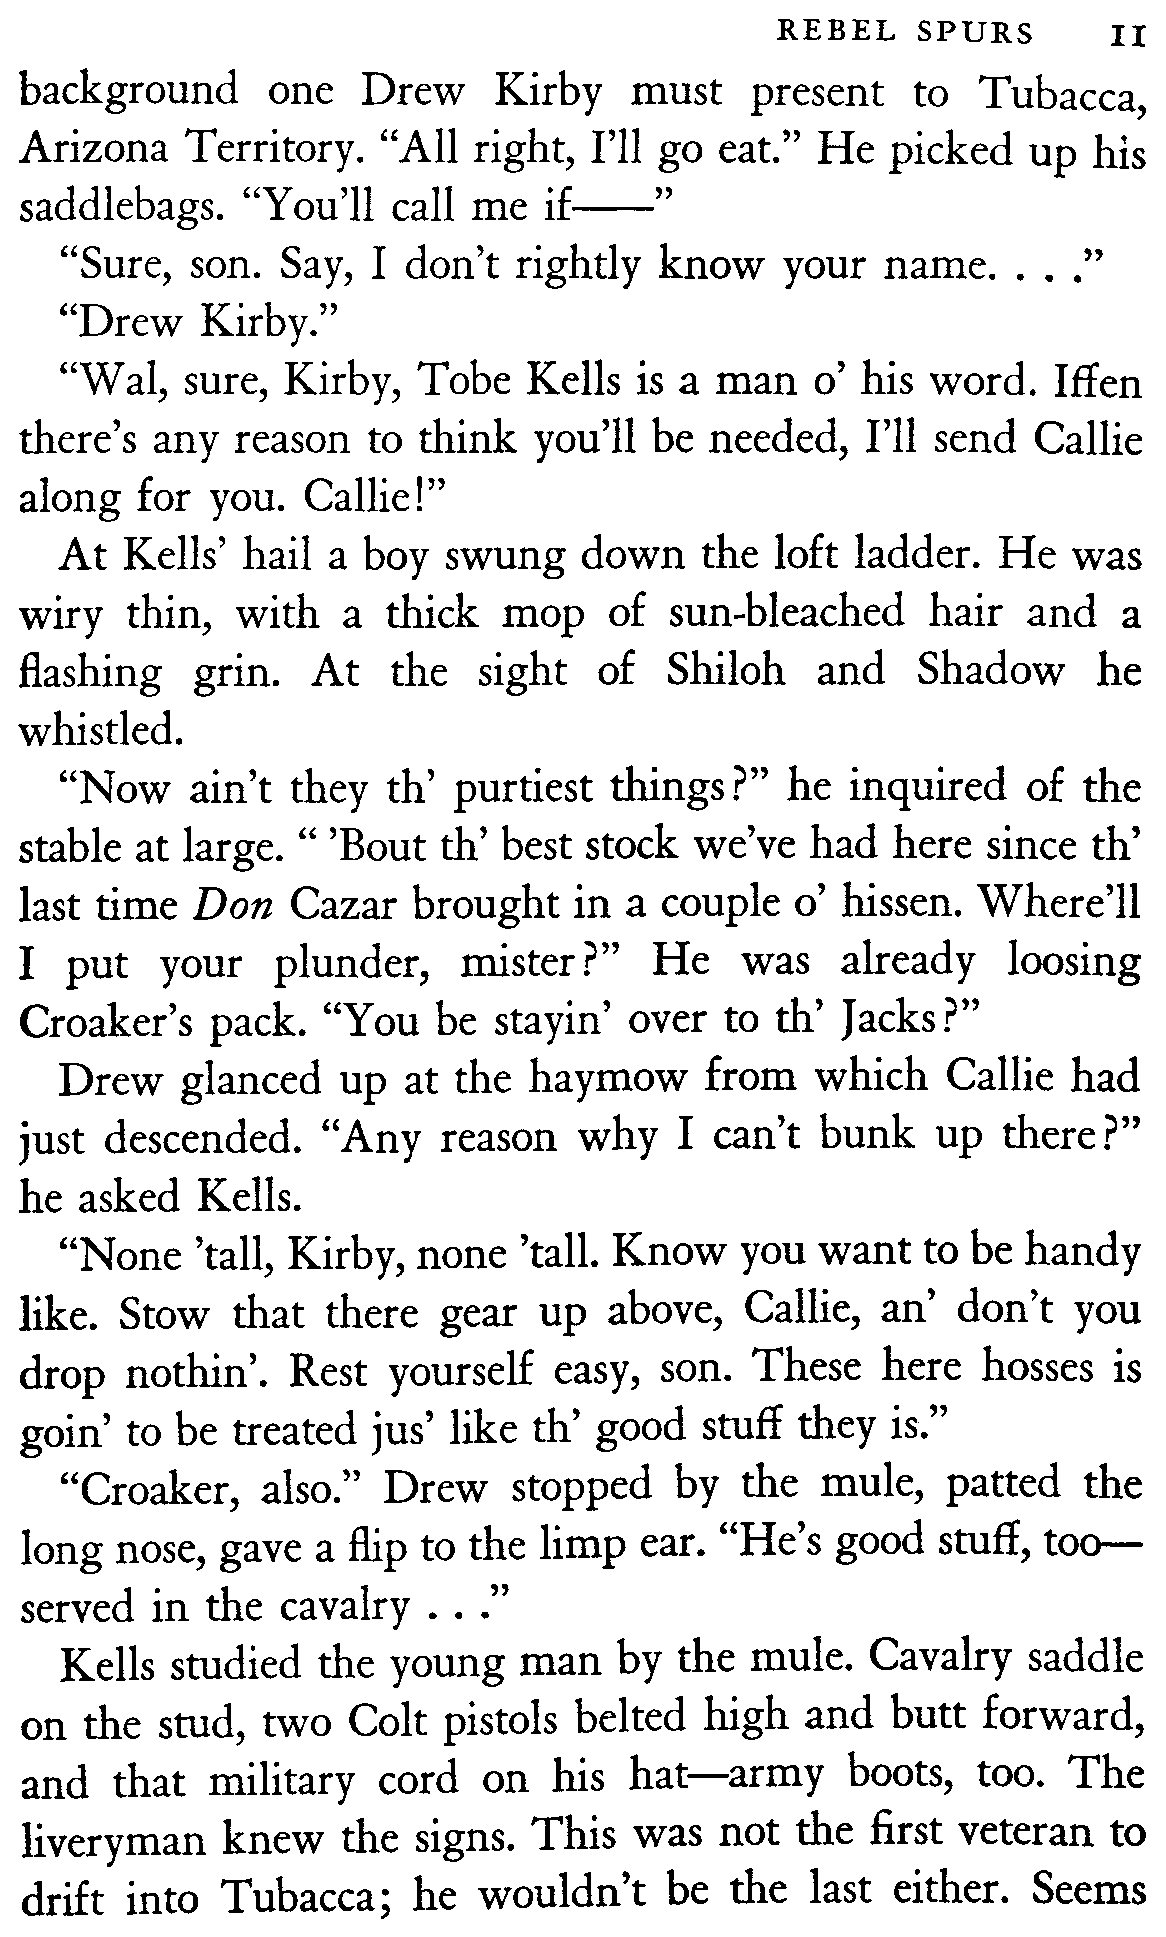 REBEL SPURS 11
background one Drew Kirby must present to Tubacca,
Arizona Territory. “All right, I’ll go eat.” He picked up his
saddlebags. “You’ll call me if——”
“Sure, son. Say, I don’t rightly know your name. . . .”
“Drew Kirby.”
“Wal, sure, Kirby, Tobe Kells is a man o’ his word. Iffen
there’s any reason to think you’ll be needed, I’ll send Callie
along for you. Callie!”
At Kells’ hail a boy swung down the loft ladder. He was
wiry thin, with a thick mop of sun-bleached hair and a
flashing grin. At the sight of Shiloh and Shadow he
whistled.
“Now ain’t they th’ purtiest things?” he inquired of the
stable at large. “ ’Bout th’ best stock we’ve had here since th’
last time Don Cazar brought in a couple o’ hissen. Where’ll
I put your plunder, mister?” He was already loosing
Croaker’s pack. “You be stayin’ over to th’ Jacks?”
Drew glanced up at the haymow from which Callie had
just descended. “Any reason why I can’t bunk up there?”
he asked Kells.
“None ’tall, Kirby, none ’tall. Know you want to be handy
like. Stow that there gear up above, Callie, an’ don’t you
drop nothin’. Rest yourself easy, son. These here hosses is
goin’ to be treated jus’ like th’ good stuff they is.”
“Croaker, also.” Drew stopped by the mule, patted the
long nose, gave a flip to the limp ear. “He’s good stuff, too—
served in the cavalry . . .”
Kells studied the young man by the mule. Cavalry saddle
on the stud, two Colt pistols belted high and butt forward,
and that military cord on his hat—army boots, too. The
liveryman knew the signs. This was not the first veteran to
drift into Tubacca; he wouldn’t be the last either. Seems